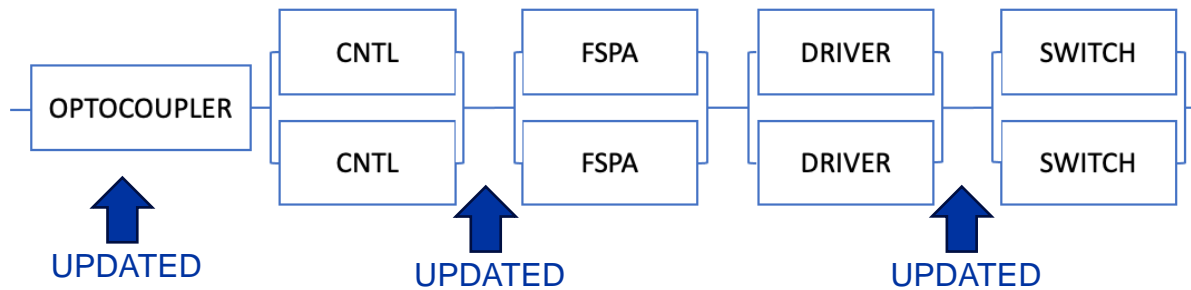 CNTL
FSPA
DRIVER
SWITCH
OPTOCOUPLER
CNTL
FSPA
DRIVER
SWITCH
UPDATED
UPDATED
UPDATED